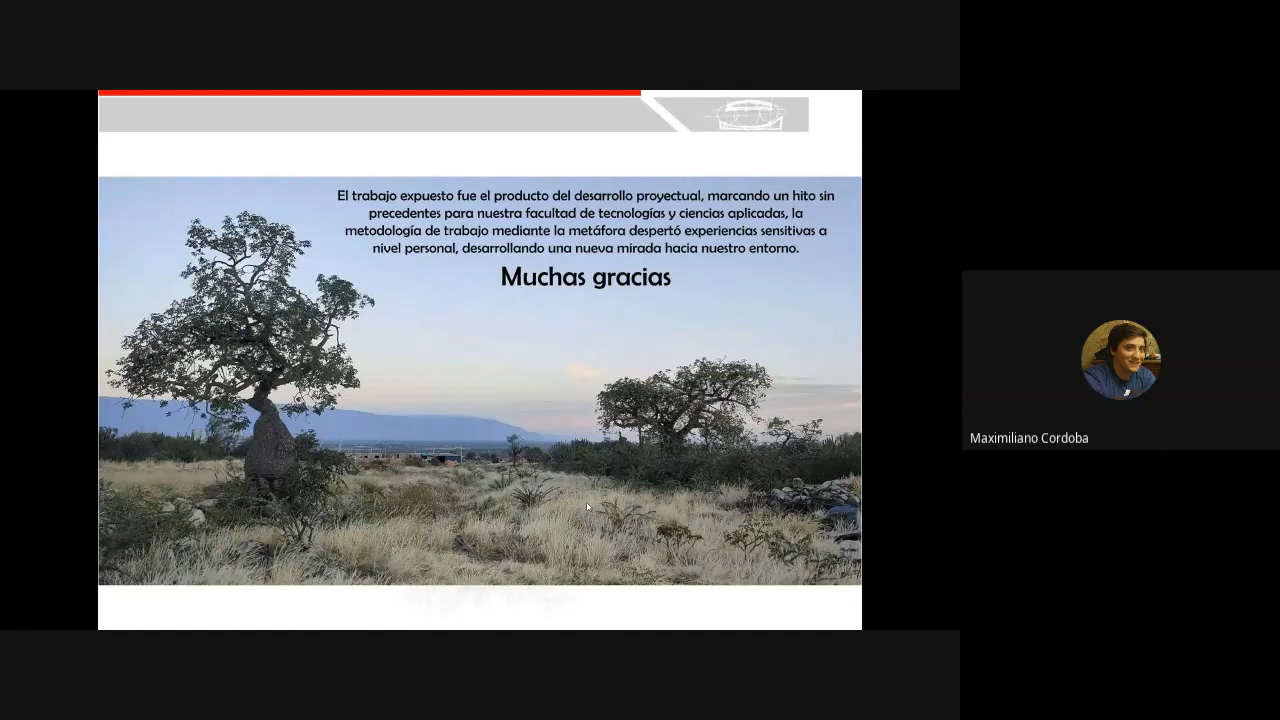 El trabajo expuesto fue el producto del desarrollo proyectual, marcando un hito sin
precedentes para nuestra facultad de tecnologías y ciencias aplicadas, la
metodología de trabajo mediante la metáfora despertó experiencias sensitivas a
nivel personal, desarrollando una nueva mirada hacia nuestro entorno.
Muchas gracias
Maximiliano Cordoba